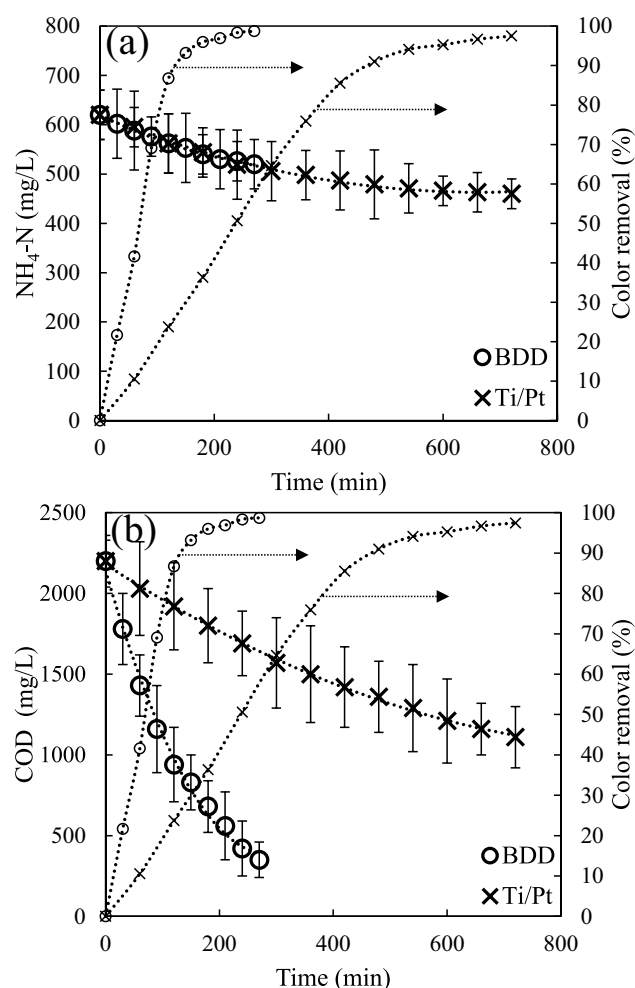 (a)
800
700
600
500
400
300
200
100
0
NH4-N (mg/L)
100
90
80
70
60
50
40
30
20
10
0
Color removal (%)
BDD
Ti/Pt
0 200 400 600 800
Time (min)
(b)
2500
2000
1500
1000
500
0
COD (mg/L)
100
90
80
70
60
50
40
30
20
10
0
Color removal (%)
BDD
Ti/Pt
0 200 400 600 800
Time (min)